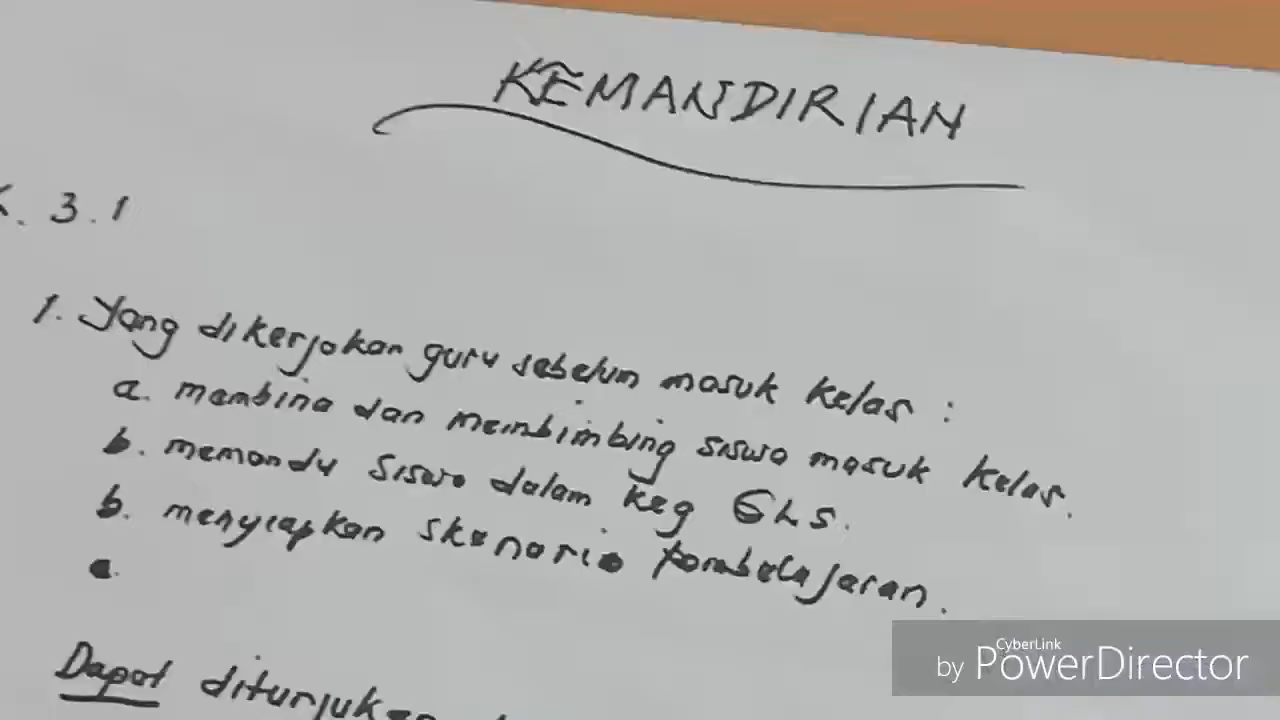 KEMANDIRIAN
3.1
1. Yang dikerjakan guru sebelum masuk kelas :
a. membina dan membimbing siswa masuk kelas.
b. memandu siswa dalam keg GLS.
b. menyiapkan skenario pembelajaran.
Dapat ditunjukan
CyberLink
by PowerDirector